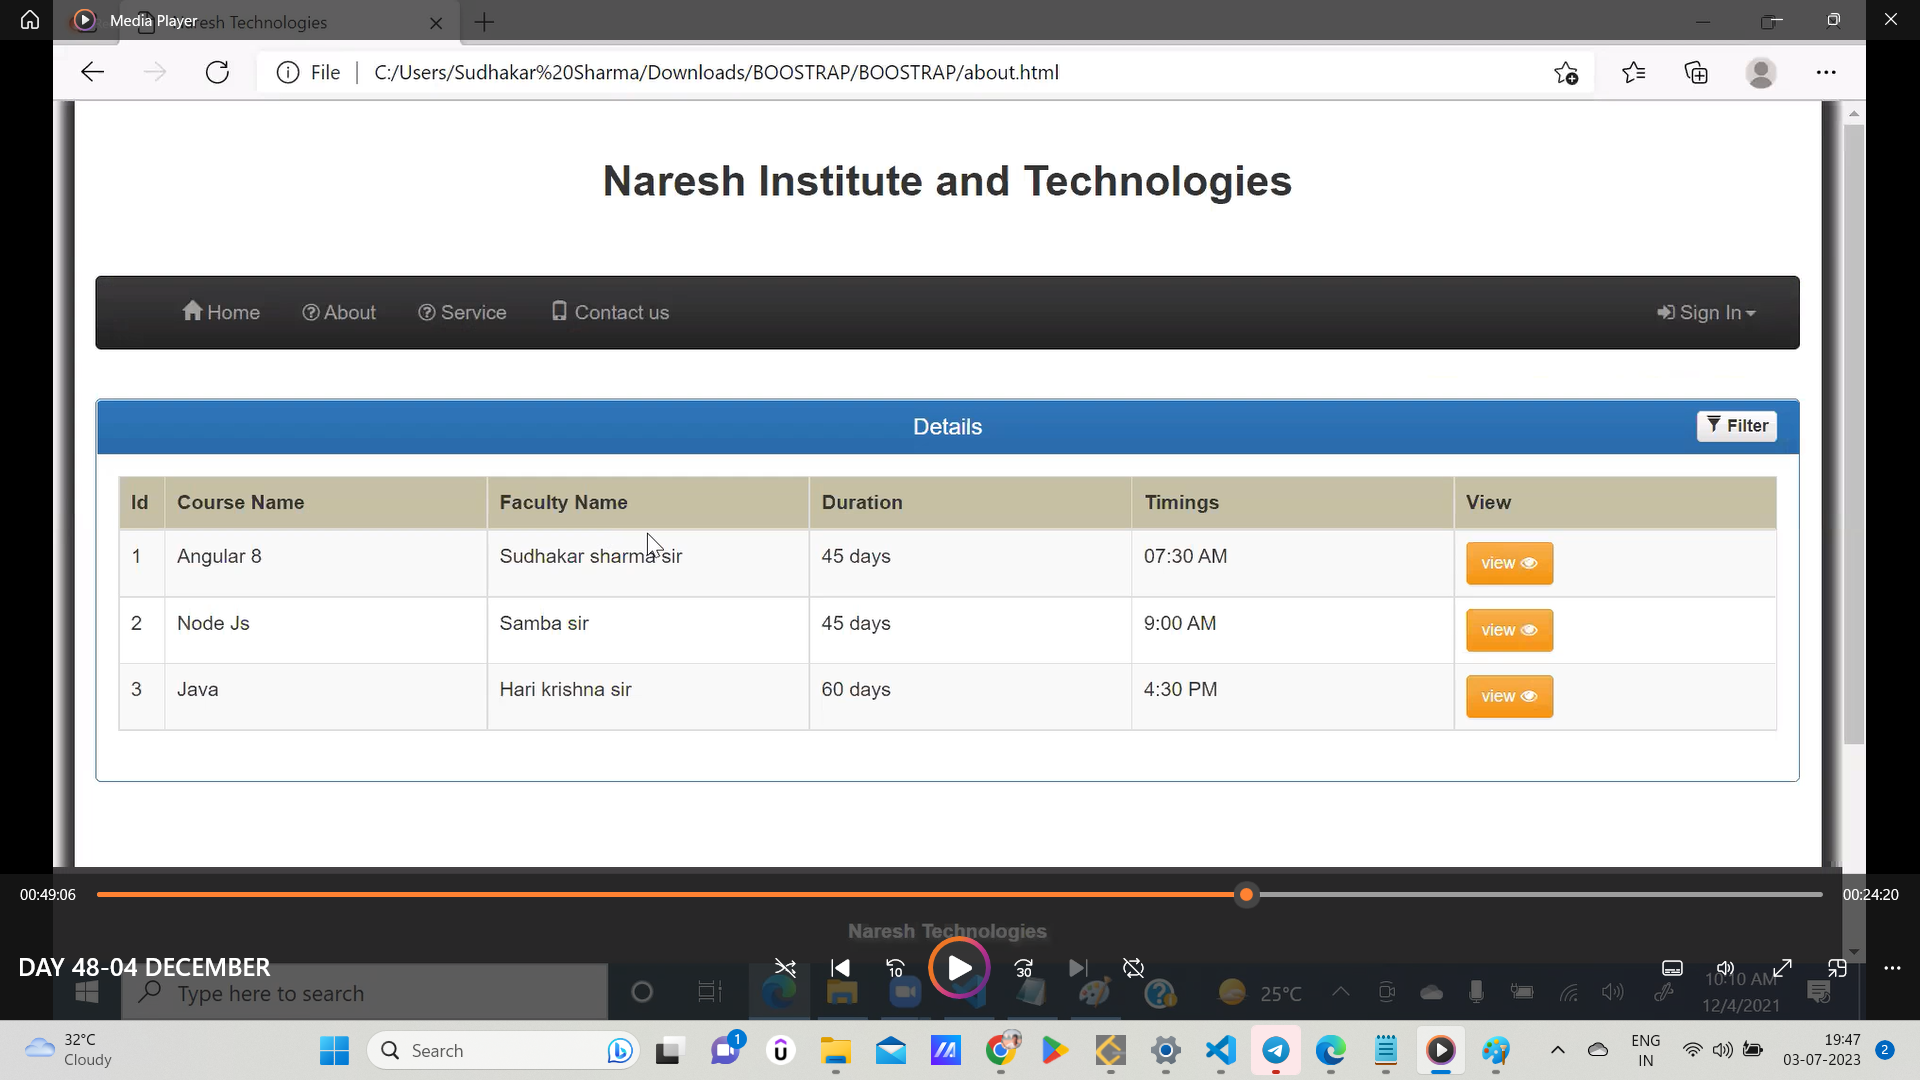 Media Player
Naresh Technologies
File
C:/Users/Sudhakar%20Sharma/Downloads/BOOSTRAP/BOOSTRAP/about.html
Naresh Institute and Technologies
Home About Service Contact us Sign In
Details Filter
Id Course Name Faculty Name Duration Timings View
1 Angular 8 Sudhakar sharma sir 45 days 07:30 AM view
2 Node Js Samba sir 45 days 9:00 AM view
3 Java Hari krishna sir 60 days 4:30 PM view
00:49:06 00:24:20
Naresh Technologies
DAY 48-04 DECEMBER
10 30
Type here to search
25°C
10:10 AM
12/4/2021
32°C
Cloudy
Search
1
ENG
IN
19:47
03-07-2023
2